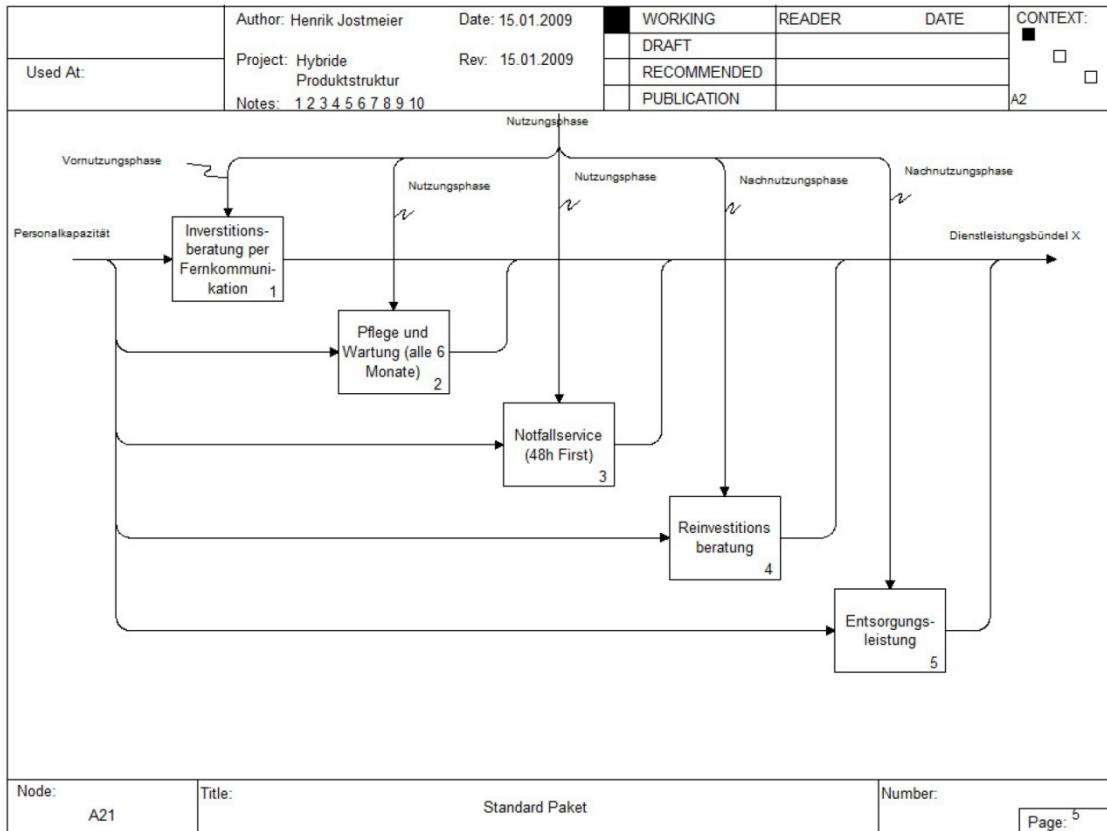 Used At:
Author: Henrik Jostmeier
Date: 15.01.2009
Project: Hybride
Produktstruktur
Rev: 15.01.2009
Notes: 1 2 3 4 5 6 7 8 9 10
WORKING
DRAFT
RECOMMENDED
PUBLICATION
READER DATE
CONTEXT:
A2
Nutzungsphase
Vornutzungsphase
Nutzungsphase
Nutzungsphase
Nachnutzungsphase
Nachnutzungsphase
Personalkapazität
Dienstleistungsbündel X
Inverstitions-
beratung per
Fernkommuni-
kation
1
Pflege und
Wartung (alle 6
Monate)
2
Notfallservice
(48h First)
3
Reinvestitions
beratung
4
Entsorgungs-
leistung
5
Node:
A21
Title:
Standard Paket
Number:
Page: 5